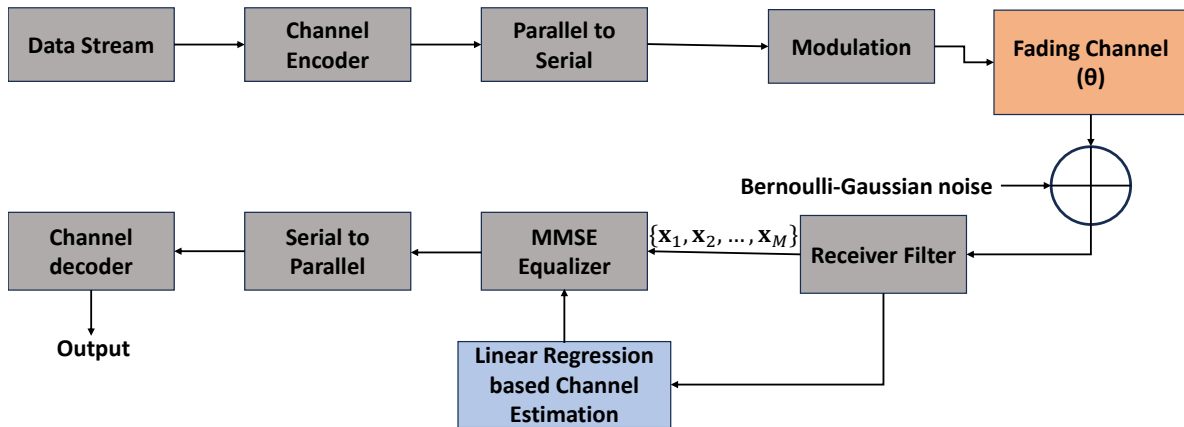 Data Stream
Channel
Encoder
Parallel to
Serial
Modulation
Fading Channel
(θ)
Bernoulli-Gaussian noise
Channel
decoder
Serial to
Parallel
MMSE
Equalizer
{𝐱₁, 𝐱₂, … , 𝐱_M}
Receiver Filter
Output
Linear Regression
based Channel
Estimation